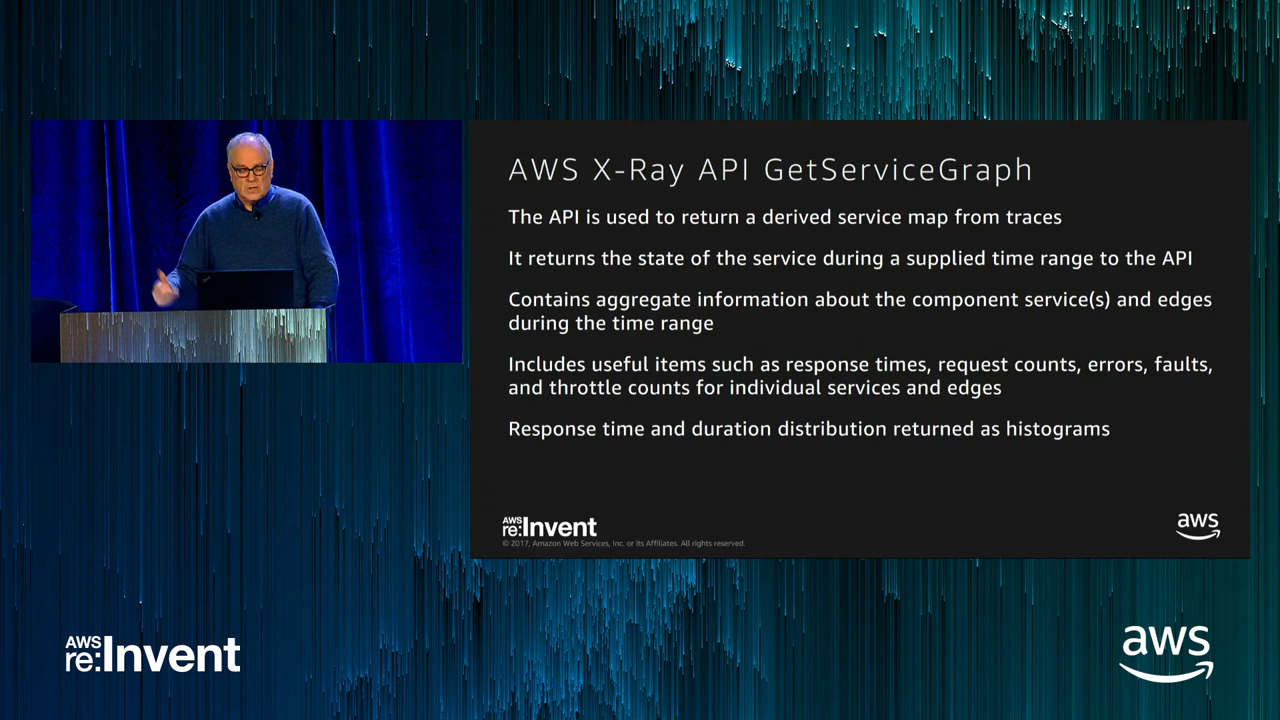 AWS X-Ray API GetServiceGraph
The API is used to return a derived service map from traces
It returns the state of the service during a supplied time range to the API
Contains aggregate information about the component service(s) and edges
during the time range
Includes useful items such as response times, request counts, errors, faults,
and throttle counts for individual services and edges
Response time and duration distribution returned as histograms
AWS
re:Invent
© 2017, Amazon Web Services, Inc. or its Affiliates. All rights reserved.
aws
AWS
re:Invent
aws